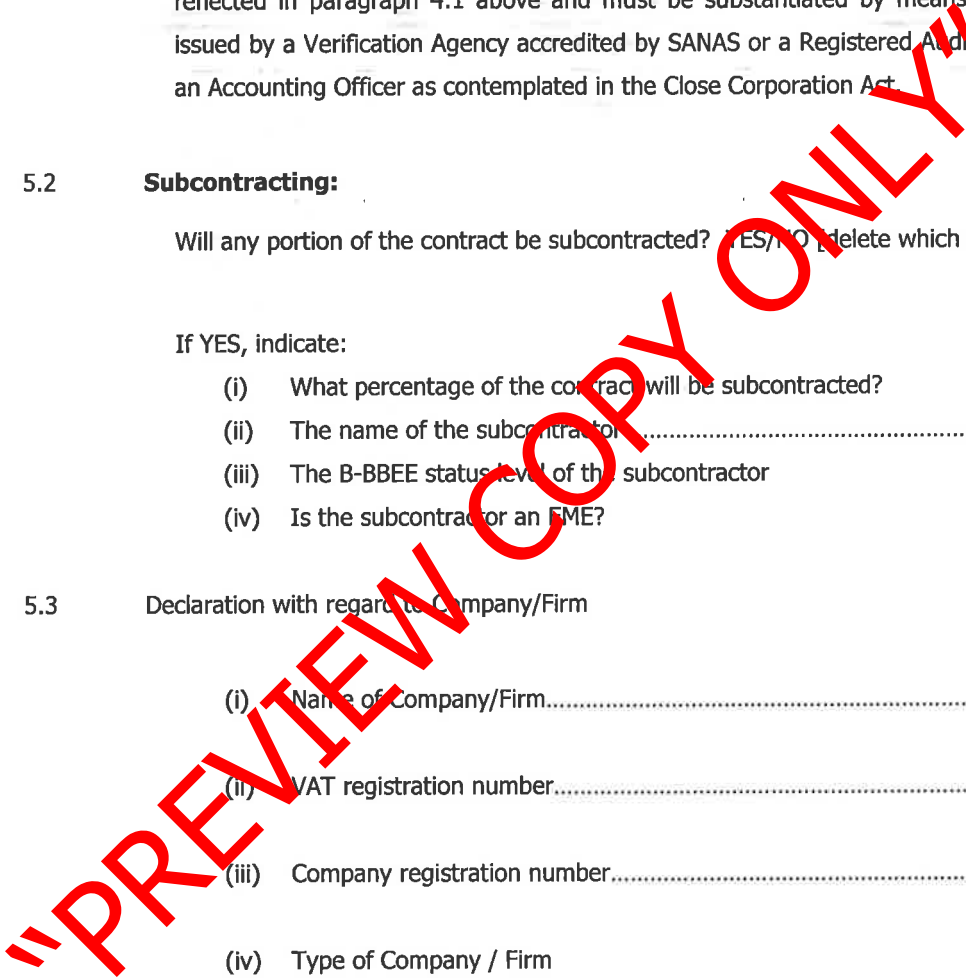 reflected in paragraph 4.1 above and must be substantiated by means
issued by a Verification Agency accredited by SANAS or a Registered Audi
an Accounting Officer as contemplated in the Close Corporation Act.
5.2 Subcontracting:
Will any portion of the contract be subcontracted? YES/NO [delete which
If YES, indicate:
(i) What percentage of the contract will be subcontracted?
(ii) The name of the subcontractor ................................................
(iii) The B-BBEE status level of the subcontractor
(iv) Is the subcontractor an EME?
5.3 Declaration with regard to Company/Firm
(i) Name of Company/Firm................................................................
(ii) VAT registration number................................................................
(iii) Company registration number......................................................
(iv) Type of Company / Firm
"PREVIEW COPY ONLY"